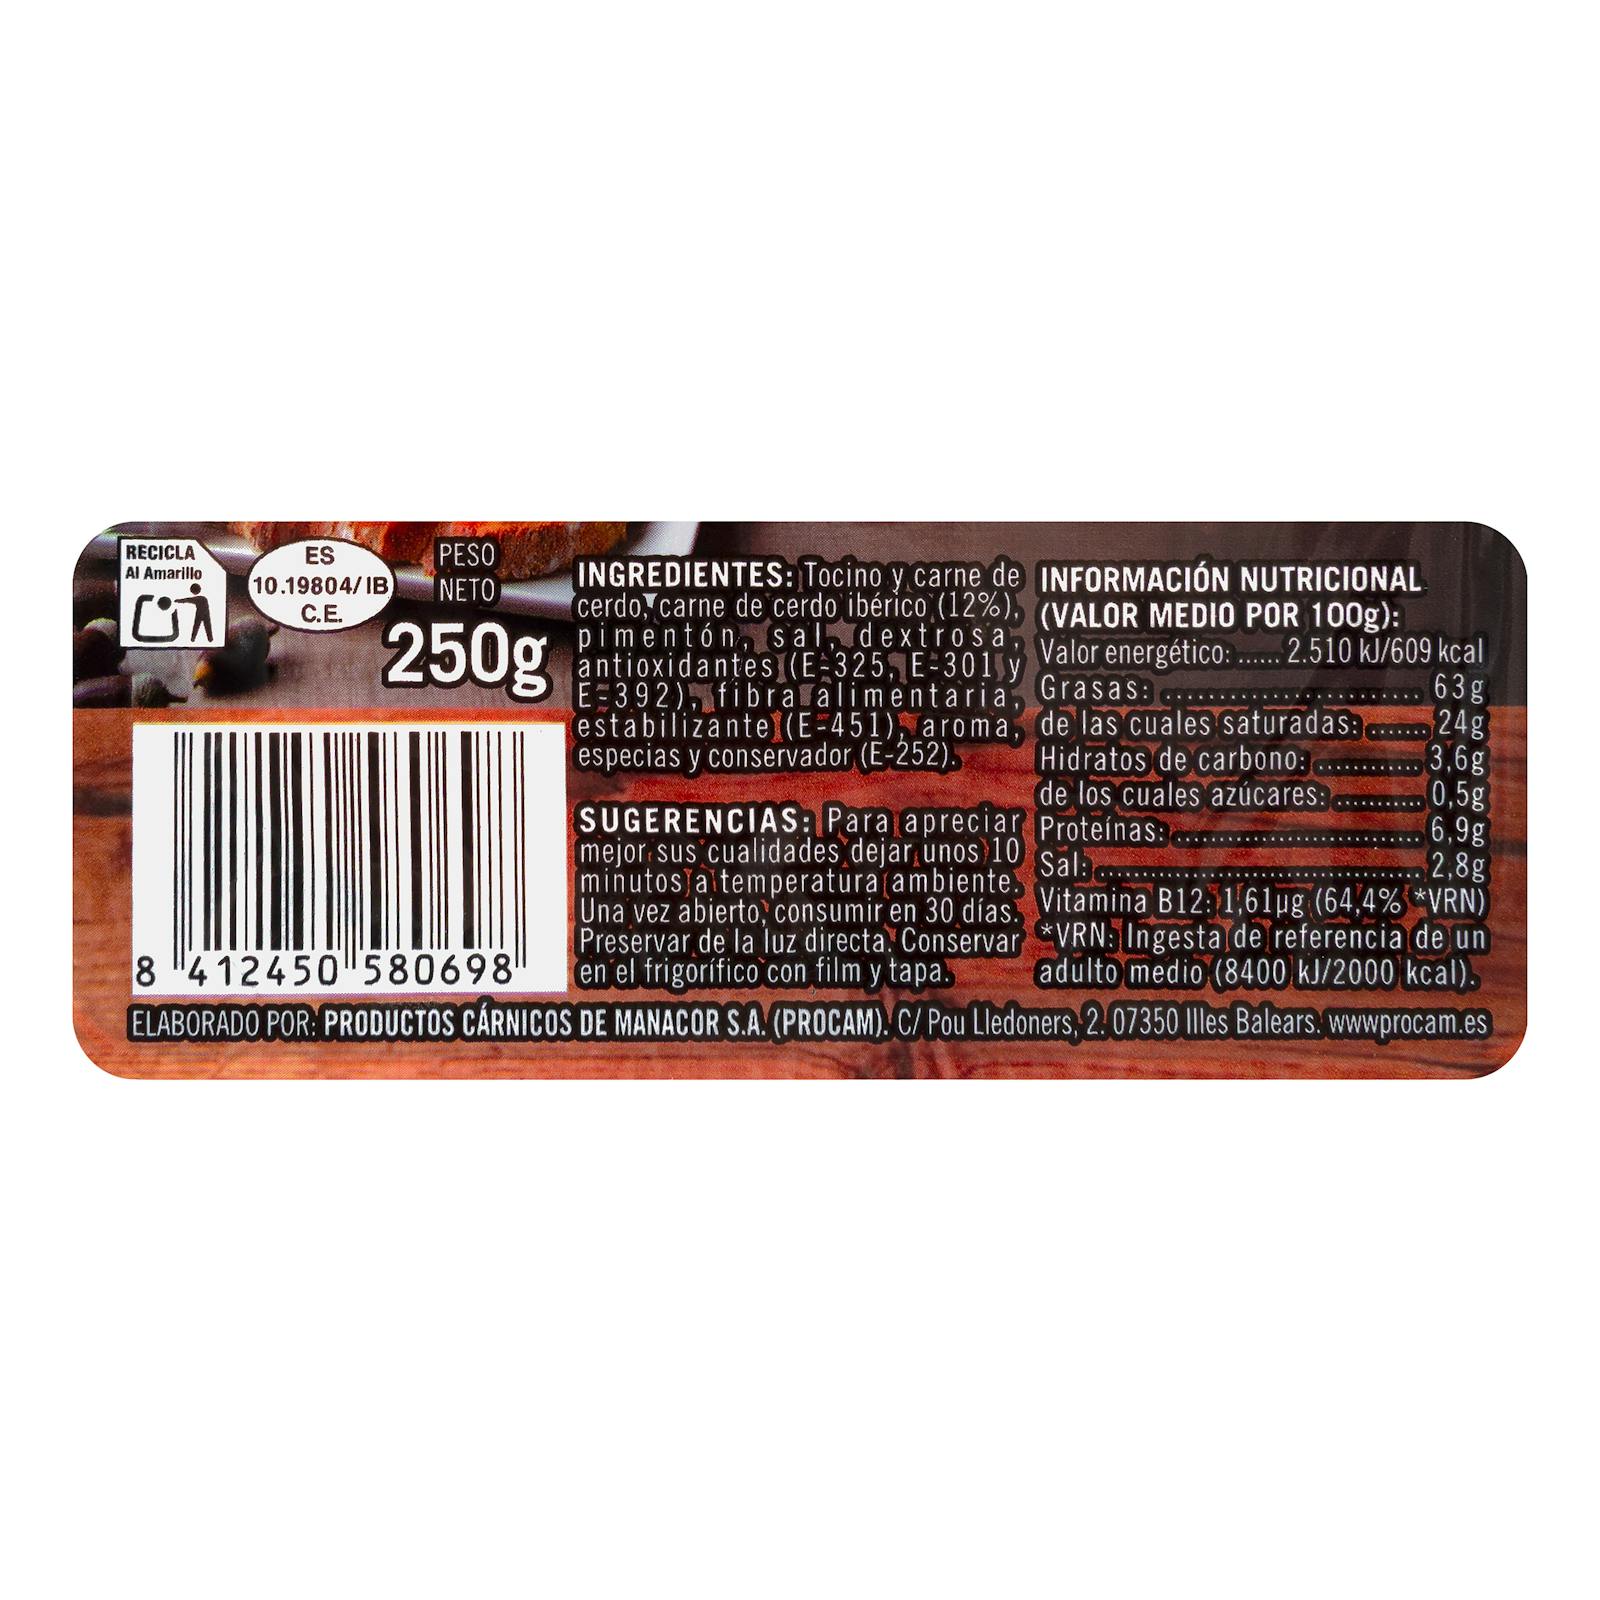 RECICLA
Al Amarillo
ES
10.19804/IB
C.E.
PESO
NETO
250g
8 412450 580698
INGREDIENTES: Tocino y carne de
cerdo, carne de cerdo ibérico (12%),
pimentón, sal, dextrosa,
antioxidantes (E-325, E-301 y
E-392), fibra alimentaria,
estabilizante (E-451), aroma,
especias y conservador (E-252).
SUGERENCIAS: Para apreciar
mejor sus cualidades dejar unos 10
minutos a temperatura ambiente.
Una vez abierto, consumir en 30 días.
Preservar de la luz directa. Conservar
en el frigorífico con film y tapa.
INFORMACIÓN NUTRICIONAL
(VALOR MEDIO POR 100g):
Valor energético: ...... 2.510 kJ/609 kcal
Grasas: .......................... 63g
de las cuales saturadas: ....... 24g
Hidratos de carbono: ............ 3,6g
de los cuales azúcares: .......... 0,5g
Proteínas: ......................... 6,9g
Sal: ................................ 2,8g
Vitamina B12: 1,61µg (64,4% *VRN)
*VRN: Ingesta de referencia de un
adulto medio (8400 kJ/2000 kcal).
ELABORADO POR: PRODUCTOS CÁRNICOS DE MANACOR S.A. (PROCAM). C/ Pou Lledoners, 2. 07350 Illes Balears. wwwprocam.es